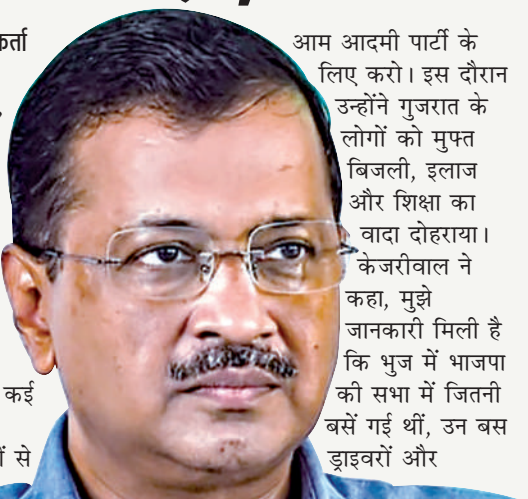 कर्ता
आम आदमी पार्टी के
लिए करो। इस दौरान
उन्होंने गुजरात के
लोगों को मुफ्त
बिजली, इलाज
और शिक्षा का
वादा दोहराया।
केजरीवाल ने
कहा, मुझे
जानकारी मिली है
कि भुज में भाजपा
की सभा में जितनी
बसें गई थीं, उन बस
ड्राइवरों और
कई
से